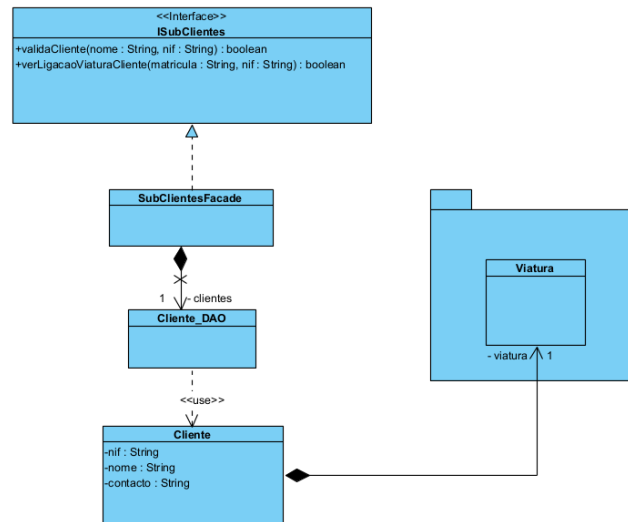 <<Interface>>
ISubClientes
+validaCliente(nome : String, nif : String) : boolean
+verLigacaoViaturaCliente(matricula : String, nif : String) : boolean
SubClientesFacade
1 - clientes
Cliente_DAO
<<use>>
Cliente
-nif : String
-nome : String
-contacto : String
Viatura
- viatura 1